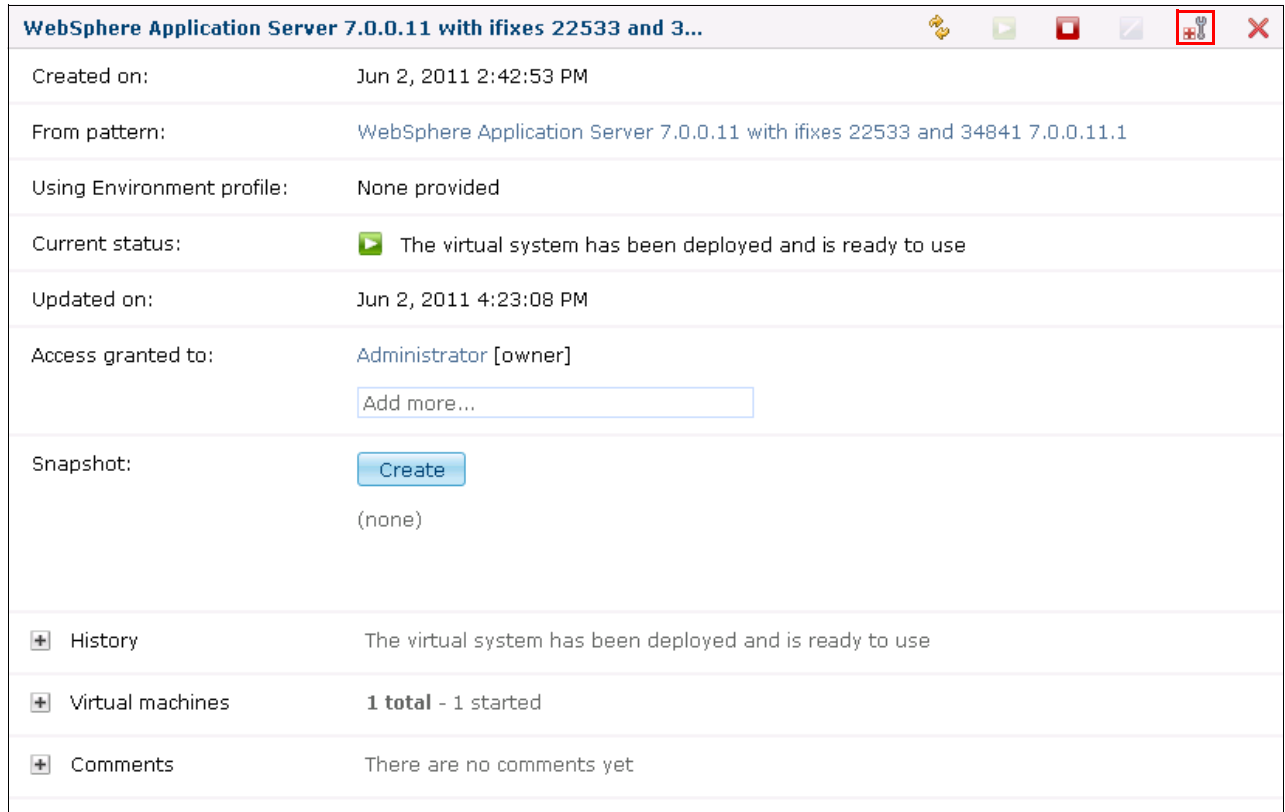 WebSphere Application Server 7.0.0.11 with ifixes 22533 and 3...
Created on: Jun 2, 2011 2:42:53 PM
From pattern: WebSphere Application Server 7.0.0.11 with ifixes 22533 and 34841 7.0.0.11.1
Using Environment profile: None provided
Current status: The virtual system has been deployed and is ready to use
Updated on: Jun 2, 2011 4:23:08 PM
Access granted to: Administrator [owner]
Add more...
Snapshot: Create
(none)
History The virtual system has been deployed and is ready to use
Virtual machines 1 total - 1 started
Comments There are no comments yet